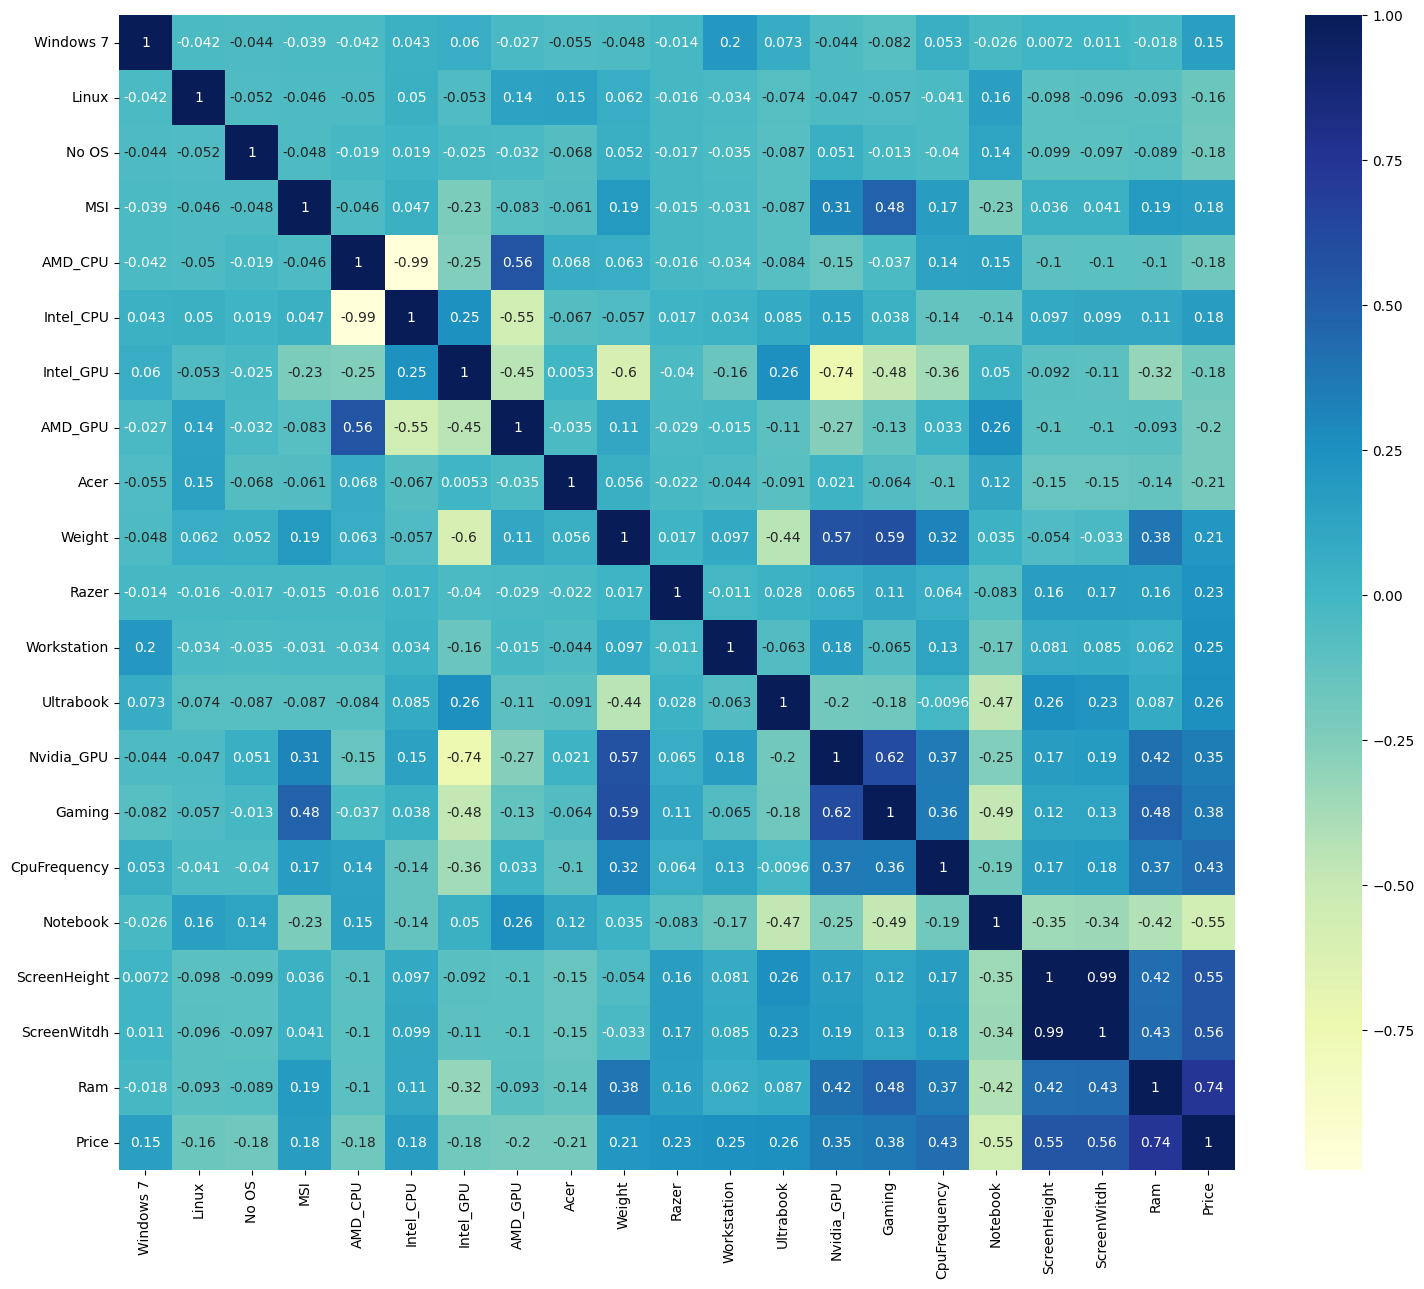 Windows 7 1 -0.042 -0.044 -0.039 -0.042 0.043 0.06 -0.027 -0.055 -0.048 -0.014 0.2 0.073 -0.044 -0.082 0.053 -0.026 0.0072 0.011 -0.018 0.15
Linux -0.042 1 -0.052 -0.046 -0.05 0.05 -0.053 0.14 0.15 0.062 -0.016 -0.034 -0.074 -0.047 -0.057 -0.041 0.16 -0.098 -0.096 -0.093 -0.16
No OS -0.044 -0.052 1 -0.048 -0.019 0.019 -0.025 -0.032 -0.068 0.052 -0.017 -0.035 -0.087 0.051 -0.013 -0.04 0.14 -0.099 -0.097 -0.089 -0.18
MSI -0.039 -0.046 -0.048 1 -0.046 0.047 -0.23 -0.083 -0.061 0.19 -0.015 -0.031 -0.087 0.31 0.48 0.17 -0.23 0.036 0.041 0.19 0.18
AMD_CPU -0.042 -0.05 -0.019 -0.046 1 -0.99 -0.25 0.56 0.068 0.063 -0.016 -0.034 -0.084 -0.15 -0.037 0.14 0.15 -0.1 -0.1 -0.1 -0.18
Intel_CPU 0.043 0.05 0.019 0.047 -0.99 1 0.25 -0.55 -0.067 -0.057 0.017 0.034 0.085 0.15 0.038 -0.14 -0.14 0.097 0.099 0.11 0.18
Intel_GPU 0.06 -0.053 -0.025 -0.23 -0.25 0.25 1 -0.45 0.0053 -0.6 -0.04 -0.16 0.26 -0.74 -0.48 -0.36 0.05 -0.092 -0.11 -0.32 -0.18
AMD_GPU -0.027 0.14 -0.032 -0.083 0.56 -0.55 -0.45 1 -0.035 0.11 -0.029 -0.015 -0.11 -0.27 -0.13 0.033 0.26 -0.1 -0.1 -0.093 -0.2
Acer -0.055 0.15 -0.068 -0.061 0.068 -0.067 0.0053 -0.035 1 0.056 -0.022 -0.044 -0.091 0.021 -0.064 -0.1 0.12 -0.15 -0.15 -0.14 -0.21
Weight -0.048 0.062 0.052 0.19 0.063 -0.057 -0.6 0.11 0.056 1 0.017 0.097 -0.44 0.57 0.59 0.32 0.035 -0.054 -0.033 0.38 0.21
Razer -0.014 -0.016 -0.017 -0.015 -0.016 0.017 -0.04 -0.029 -0.022 0.017 1 -0.011 0.028 0.065 0.11 0.064 -0.083 0.16 0.17 0.16 0.23
Workstation 0.2 -0.034 -0.035 -0.031 -0.034 0.034 -0.16 -0.015 -0.044 0.097 -0.011 1 -0.063 0.18 -0.065 0.13 -0.17 0.081 0.085 0.062 0.25
Ultrabook 0.073 -0.074 -0.087 -0.087 -0.084 0.085 0.26 -0.11 -0.091 -0.44 0.028 -0.063 1 -0.2 -0.18 -0.0096 -0.47 0.26 0.23 0.087 0.26
Nvidia_GPU -0.044 -0.047 0.051 0.31 -0.15 0.15 -0.74 -0.27 0.021 0.57 0.065 0.18 -0.2 1 0.62 0.37 -0.25 0.17 0.19 0.42 0.35
Gaming -0.082 -0.057 -0.013 0.48 -0.037 0.038 -0.48 -0.13 -0.064 0.59 0.11 -0.065 -0.18 0.62 1 0.36 -0.49 0.12 0.13 0.48 0.38
CpuFrequency 0.053 -0.041 -0.04 0.17 0.14 -0.14 -0.36 0.033 -0.1 0.32 0.064 0.13 -0.0096 0.37 0.36 1 -0.19 0.17 0.18 0.37 0.43
Notebook -0.026 0.16 0.14 -0.23 0.15 -0.14 0.05 0.26 0.12 0.035 -0.083 -0.17 -0.47 -0.25 -0.49 -0.19 1 -0.35 -0.34 -0.42 -0.55
ScreenHeight 0.0072 -0.098 -0.099 0.036 -0.1 0.097 -0.092 -0.1 -0.15 -0.054 0.16 0.081 0.26 0.17 0.12 0.17 -0.35 1 0.99 0.42 0.55
ScreenWitdh 0.011 -0.096 -0.097 0.041 -0.1 0.099 -0.11 -0.1 -0.15 -0.033 0.17 0.085 0.23 0.19 0.13 0.18 -0.34 0.99 1 0.43 0.56
Ram -0.018 -0.093 -0.089 0.19 -0.1 0.11 -0.32 -0.093 -0.14 0.38 0.16 0.062 0.087 0.42 0.48 0.37 -0.42 0.42 0.43 1 0.74
Price 0.15 -0.16 -0.18 0.18 -0.18 0.18 -0.18 -0.2 -0.21 0.21 0.23 0.25 0.26 0.35 0.38 0.43 -0.55 0.55 0.56 0.74 1
Windows 7 Linux No OS MSI AMD_CPU Intel_CPU Intel_GPU AMD_GPU Acer Weight Razer Workstation Ultrabook Nvidia_GPU Gaming CpuFrequency Notebook ScreenHeight ScreenWitdh Ram Price
1.00
0.75
0.50
0.25
0.00
−0.25
−0.50
−0.75